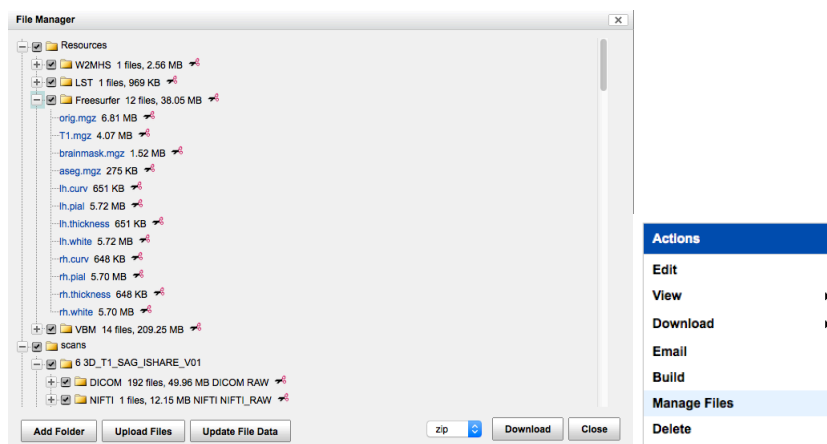 File Manager
Resources
W2MHS 1 files, 2.56 MB
LST 1 files, 969 KB
Freesurfer 12 files, 38.05 MB
orig.mgz 6.81 MB
T1.mgz 4.07 MB
brainmask.mgz 1.52 MB
aseg.mgz 275 KB
lh.curv 651 KB
lh.pial 5.72 MB
lh.thickness 651 KB
lh.white 5.72 MB
rh.curv 648 KB
rh.pial 5.70 MB
rh.thickness 648 KB
rh.white 5.70 MB
VBM 14 files, 209.25 MB
scans
6 3D_T1_SAG_ISHARE_V01
DICOM 192 files, 49.96 MB DICOM RAW
NIFTI 1 files, 12.15 MB NIFTI NIFTI_RAW
Add Folder Upload Files Update File Data zip Download Close
Actions
Edit
View
Download
Email
Build
Manage Files
Delete